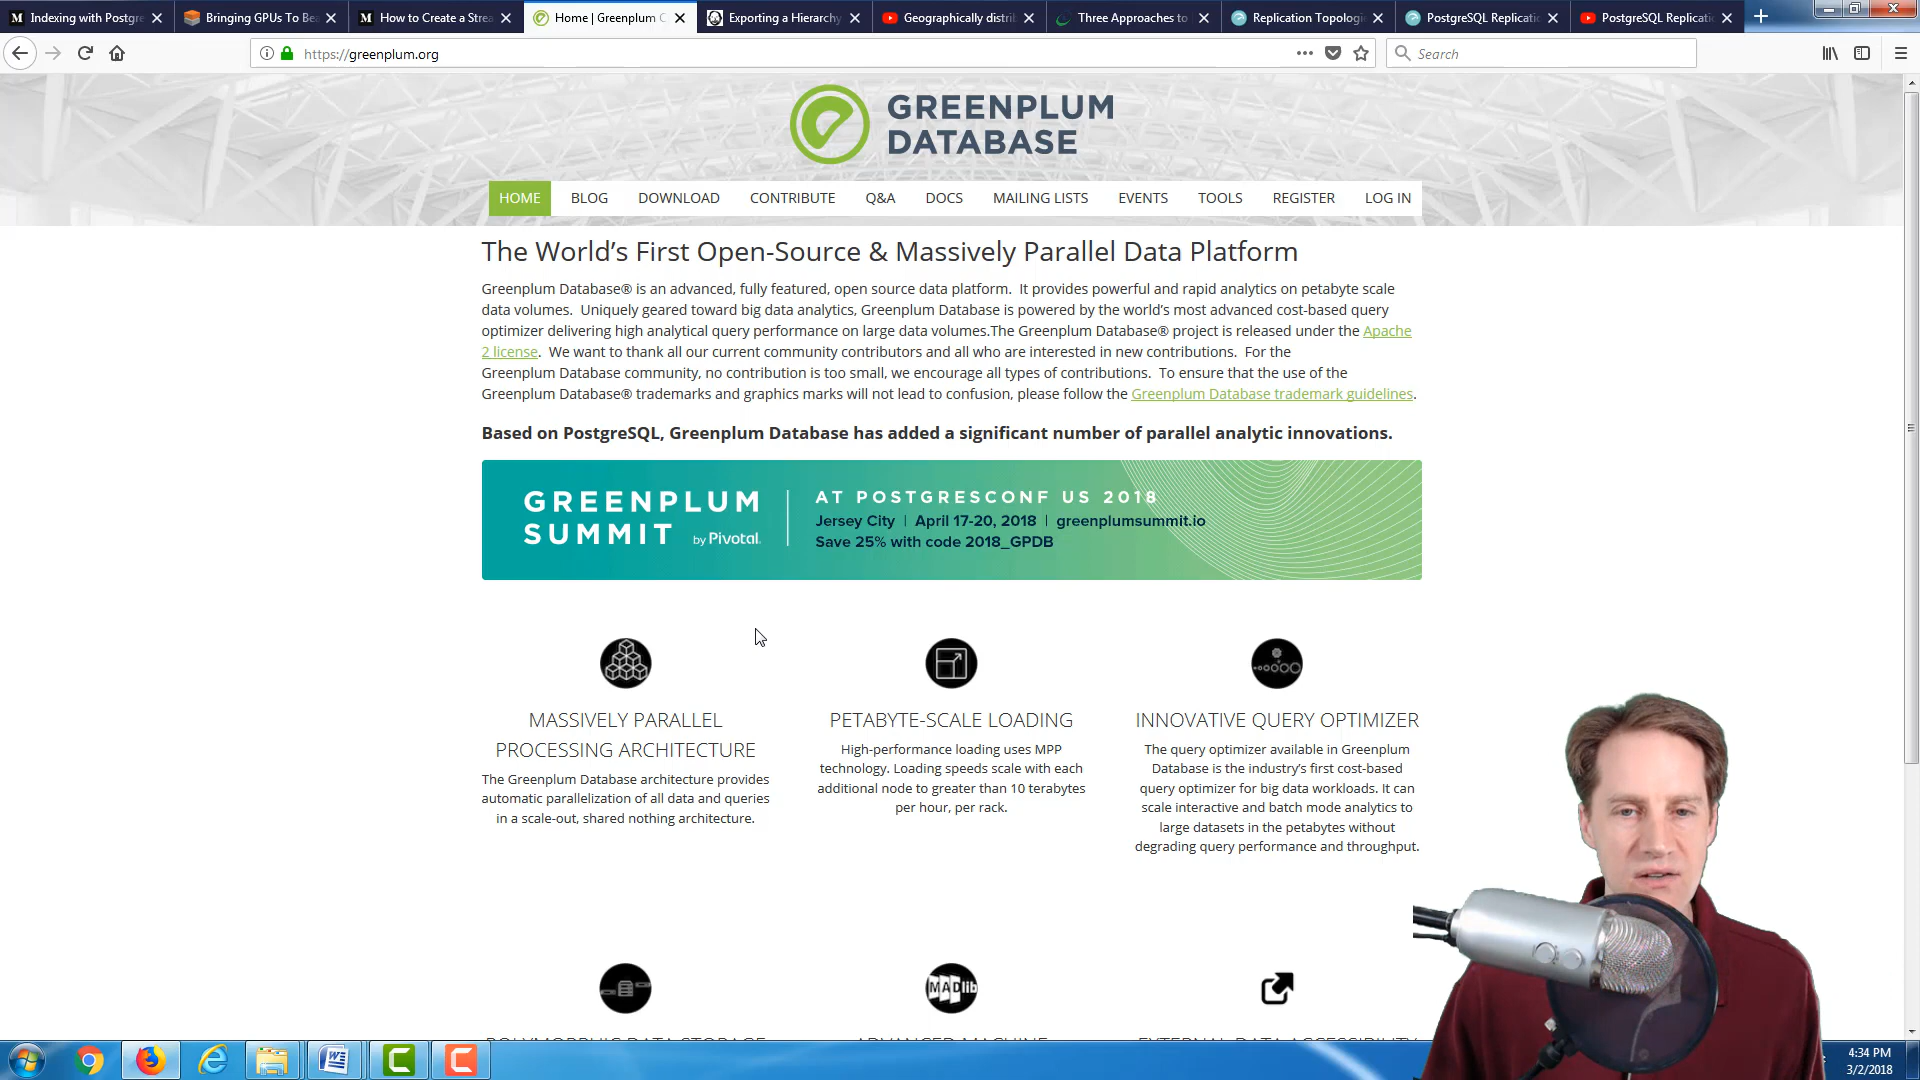 Indexing with Postgre
Bringing GPUs To Be
How to Create a Strea
Home | Greenplum
Exporting a Hierarchy
Geographically distrib
Three Approaches to
Replication Topologi
PostgreSQL Replicati
PostgreSQL Replicati
https://greenplum.org
Search
GREENPLUM
DATABASE
HOME
BLOG
DOWNLOAD
CONTRIBUTE
Q&A
DOCS
MAILING LISTS
EVENTS
TOOLS
REGISTER
LOG IN
The World's First Open-Source & Massively Parallel Data Platform
Greenplum Database® is an advanced, fully featured, open source data platform. It provides powerful and rapid analytics on petabyte scale
data volumes. Uniquely geared toward big data analytics, Greenplum Database is powered by the world's most advanced cost-based query
optimizer delivering high analytical query performance on large data volumes.The Greenplum Database® project is released under the Apache
2 license. We want to thank all our current community contributors and all who are interested in new contributions. For the
Greenplum Database community, no contribution is too small, we encourage all types of contributions. To ensure that the use of the
Greenplum Database® trademarks and graphics marks will not lead to confusion, please follow the Greenplum Database trademark guidelines.
Based on PostgreSQL, Greenplum Database has added a significant number of parallel analytic innovations.
GREENPLUM
SUMMIT by Pivotal
AT POSTGRESCONF US 2018
Jersey City | April 17-20, 2018 | greenplumsummit.io
Save 25% with code 2018_GPDB
MASSIVELY PARALLEL
PROCESSING ARCHITECTURE
The Greenplum Database architecture provides
automatic parallelization of all data and queries
in a scale-out, shared nothing architecture.
PETABYTE-SCALE LOADING
High-performance loading uses MPP
technology. Loading speeds scale with each
additional node to greater than 10 terabytes
per hour, per rack.
INNOVATIVE QUERY OPTIMIZER
The query optimizer available in Greenplum
Database is the industry's first cost-based
query optimizer for big data workloads. It can
scale interactive and batch mode analytics to
large datasets in the petabytes without
degrading query performance and throughput.
MADlib
POLYMORPHIC DATA STORAGE
ADVANCED MACHINE
EXTERNAL DATA ACCESSIBILITY
4:34 PM
3/2/2018